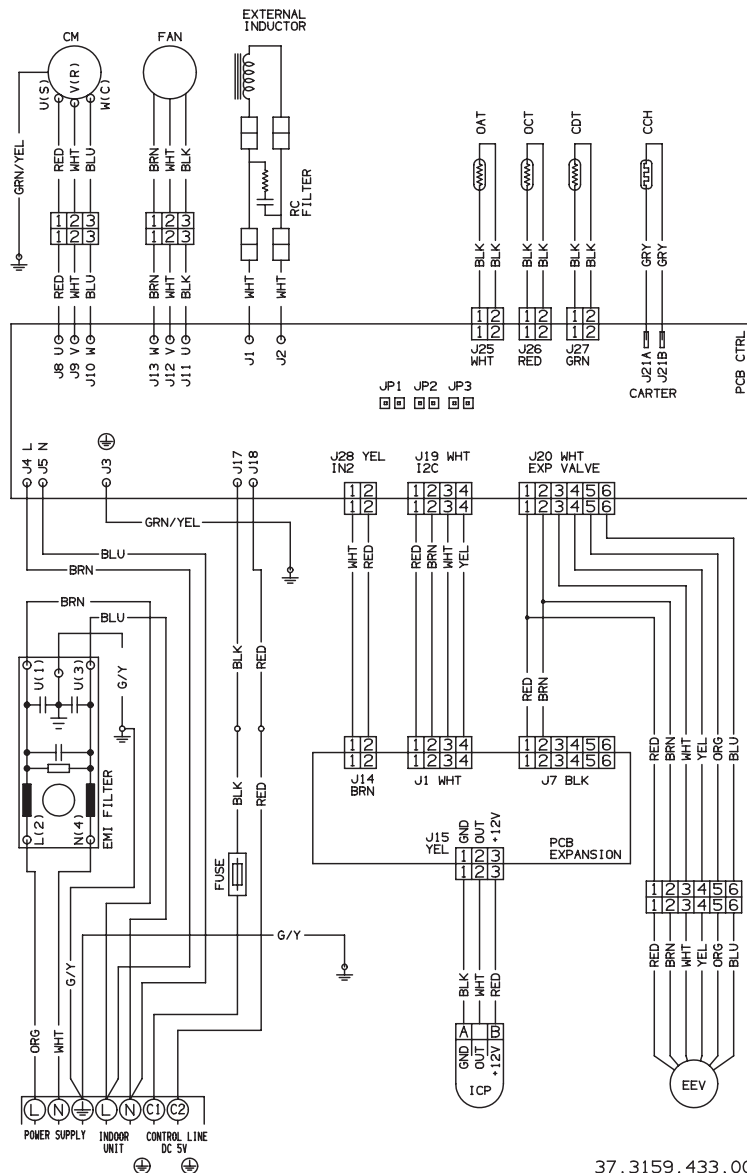 EXTERNAL
INDUCTOR
CM
FAN
U(S)
V(R)
W(C)
GRN/YEL
RED
WHT
BLU
BRN
WHT
BLK
RC
FILTER
OAT
OCT
CDT
CCH
1 2 3
1 2 3
1 2 3
1 2 3
BLK
BLK
BLK
BLK
BLK
BLK
GRY
GRY
RED
WHT
BLU
BRN
WHT
BLK
WHT
WHT
1 2
1 2
1 2
1 2
1 2
1 2
J8 U
J9 V
J10 W
J13 W
J12 V
J11 U
J1
J2
J25
WHT
J26
RED
J27
GRN
J21A
J21B
CARTER
PCB CTRL
JP1
JP2
JP3
J4 L
J5 N
J3
J17
J18
J28 YEL
IN2
J19 WHT
I2C
J20 WHT
EXP VALVE
1 2
1 2
1 2 3 4
1 2 3 4
1 2 3 4 5 6
1 2 3 4 5 6
GRN/YEL
BLU
BRN
WHT
RED
RED
BRN
WHT
YEL
BRN
BLU
G/Y
U(1)
U(3)
BLK
RED
RED
BRN
RED
BRN
WHT
YEL
ORG
BLU
1 2
1 2
1 2 3 4
1 2 3 4
1 2 3 4 5 6
1 2 3 4 5 6
J14
BRN
J1 WHT
J7 BLK
BLK
RED
L(2)
N(4)
EMI FILTER
J15
YEL
GND
OUT
+12V
1 2 3
1 2 3
PCB
EXPANSION
FUSE
1 2 3 4 5 6
1 2 3 4 5 6
G/Y
G/Y
RED
BRN
WHT
YEL
ORG
BLU
BLK
WHT
RED
ORG
WHT
A
B
GND
OUT
+12V
ICP
EEV
L
N
L
N
C1
C2
POWER SUPPLY
INDOOR
UNIT
CONTROL LINE
DC 5V
37.3159.433.00